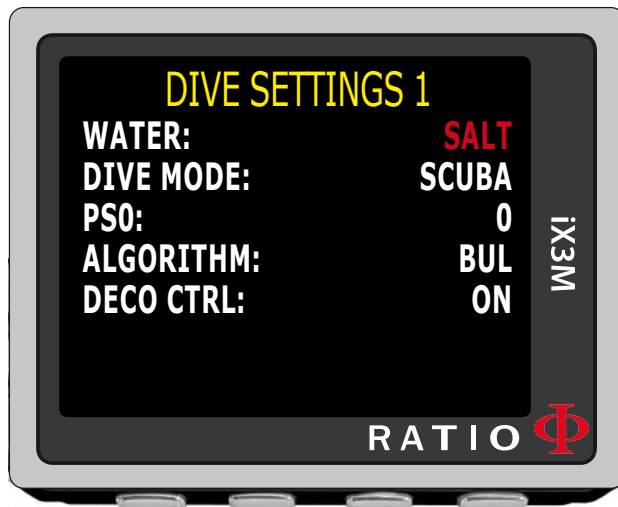 DIVE SETTINGS 1
WATER: SALT
DIVE MODE: SCUBA
PS0: 0
ALGORITHM: BUL
DECO CTRL: ON
iX3M
RATIO